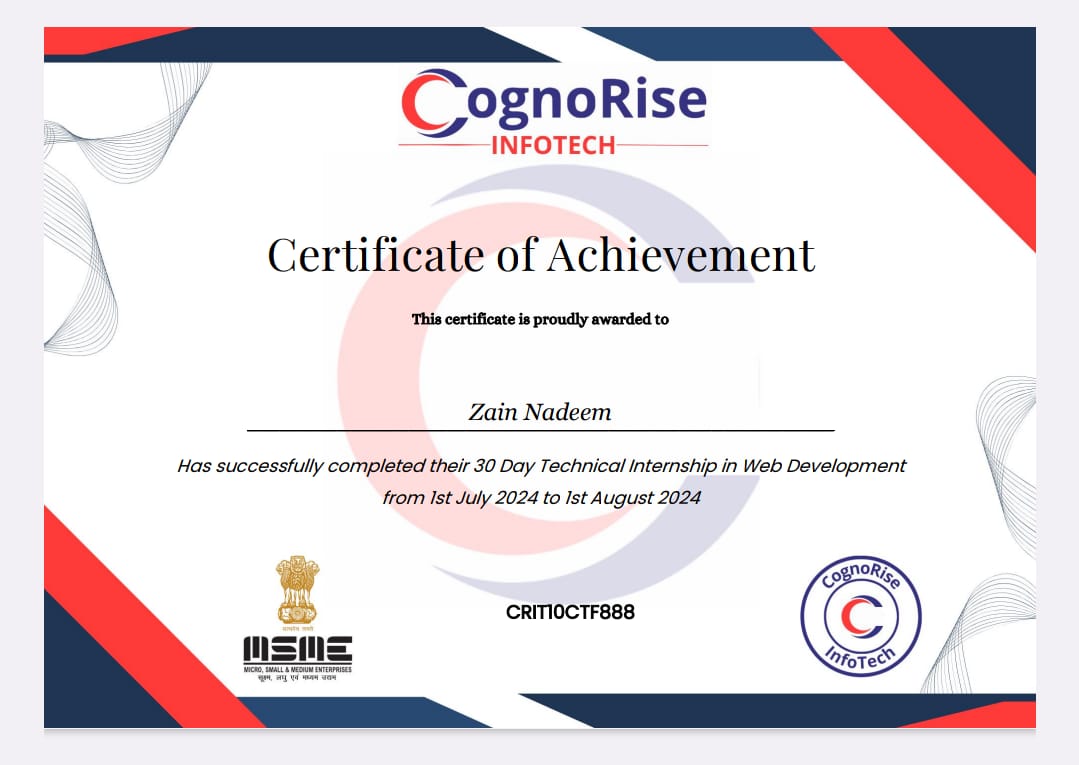 CognoRise
INFOTECH
Certificate of Achievement
This certificate is proudly awarded to
Zain Nadeem
Has successfully completed their 30 Day Technical Internship in Web Development
from 1st July 2024 to 1st August 2024
सत्यमेव जयते
MSME
MICRO, SMALL & MEDIUM ENTERPRISES
सूक्ष्म, लघु एवं मध्यम उद्यम
CRIT10CTF888
CognoRise
InfoTech